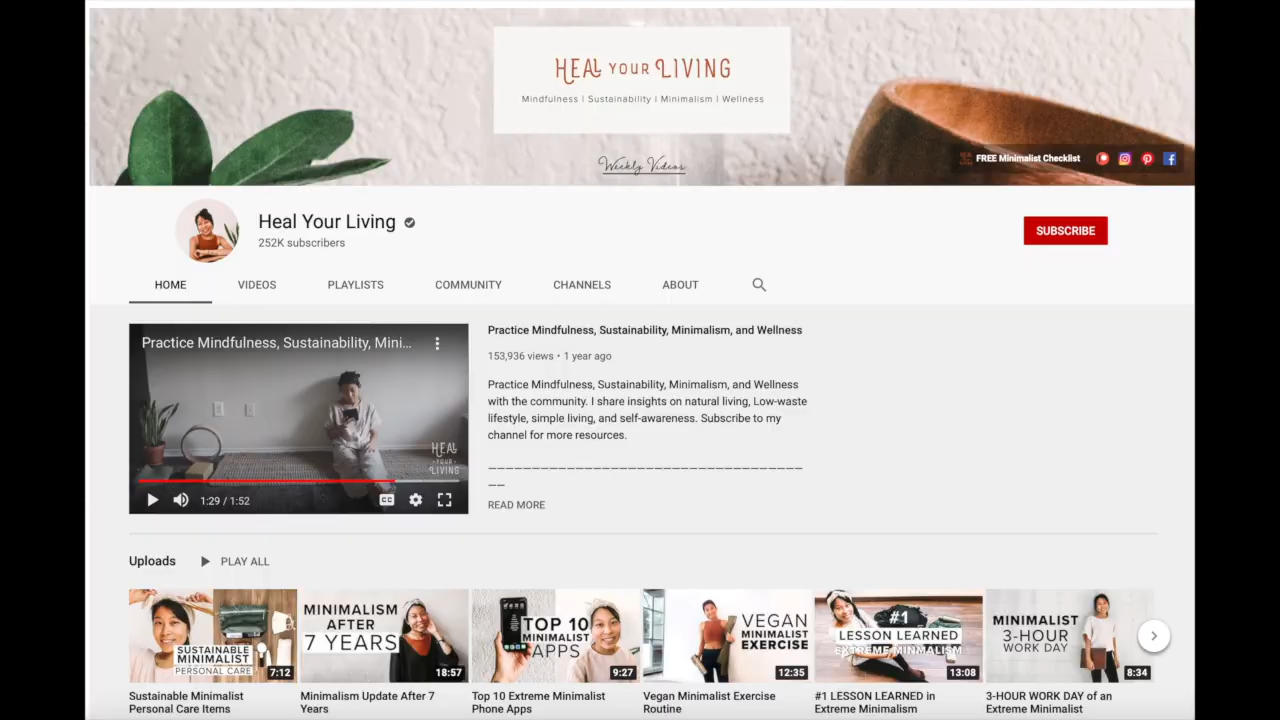 HEAL YOUR LIVING
Mindfulness | Sustainability | Minimalism | Wellness
Weekly Videos
FREE Minimalist Checklist
Heal Your Living
252K subscribers
SUBSCRIBE
HOME VIDEOS PLAYLISTS COMMUNITY CHANNELS ABOUT
Practice Mindfulness, Sustainability, Mini...
HEAL
YOUR
LIVING
CC
1:29 / 1:52
Practice Mindfulness, Sustainability, Minimalism, and Wellness
153,936 views • 1 year ago
Practice Mindfulness, Sustainability, Minimalism, and Wellness
with the community. I share insights on natural living, Low-waste
lifestyle, simple living, and self-awareness. Subscribe to my
channel for more resources.
READ MORE
Uploads PLAY ALL
SUSTAINABLE
MINIMALIST
PERSONAL CARE
7:12
Sustainable Minimalist
Personal Care Items
MINIMALISM
AFTER
7 YEARS
18:57
Minimalism Update After 7
Years
TOP 10
MINIMALIST
APPS
9:27
Top 10 Extreme Minimalist
Phone Apps
VEGAN
MINIMALIST
EXERCISE
12:35
Vegan Minimalist Exercise
Routine
#1
LESSON LEARNED
EXTREME MINMALISM
13:08
#1 LESSON LEARNED in
Extreme Minimalism
MINIMALIST
3-HOUR
WORK DAY
8:34
3-HOUR WORK DAY of an
Extreme Minimalist